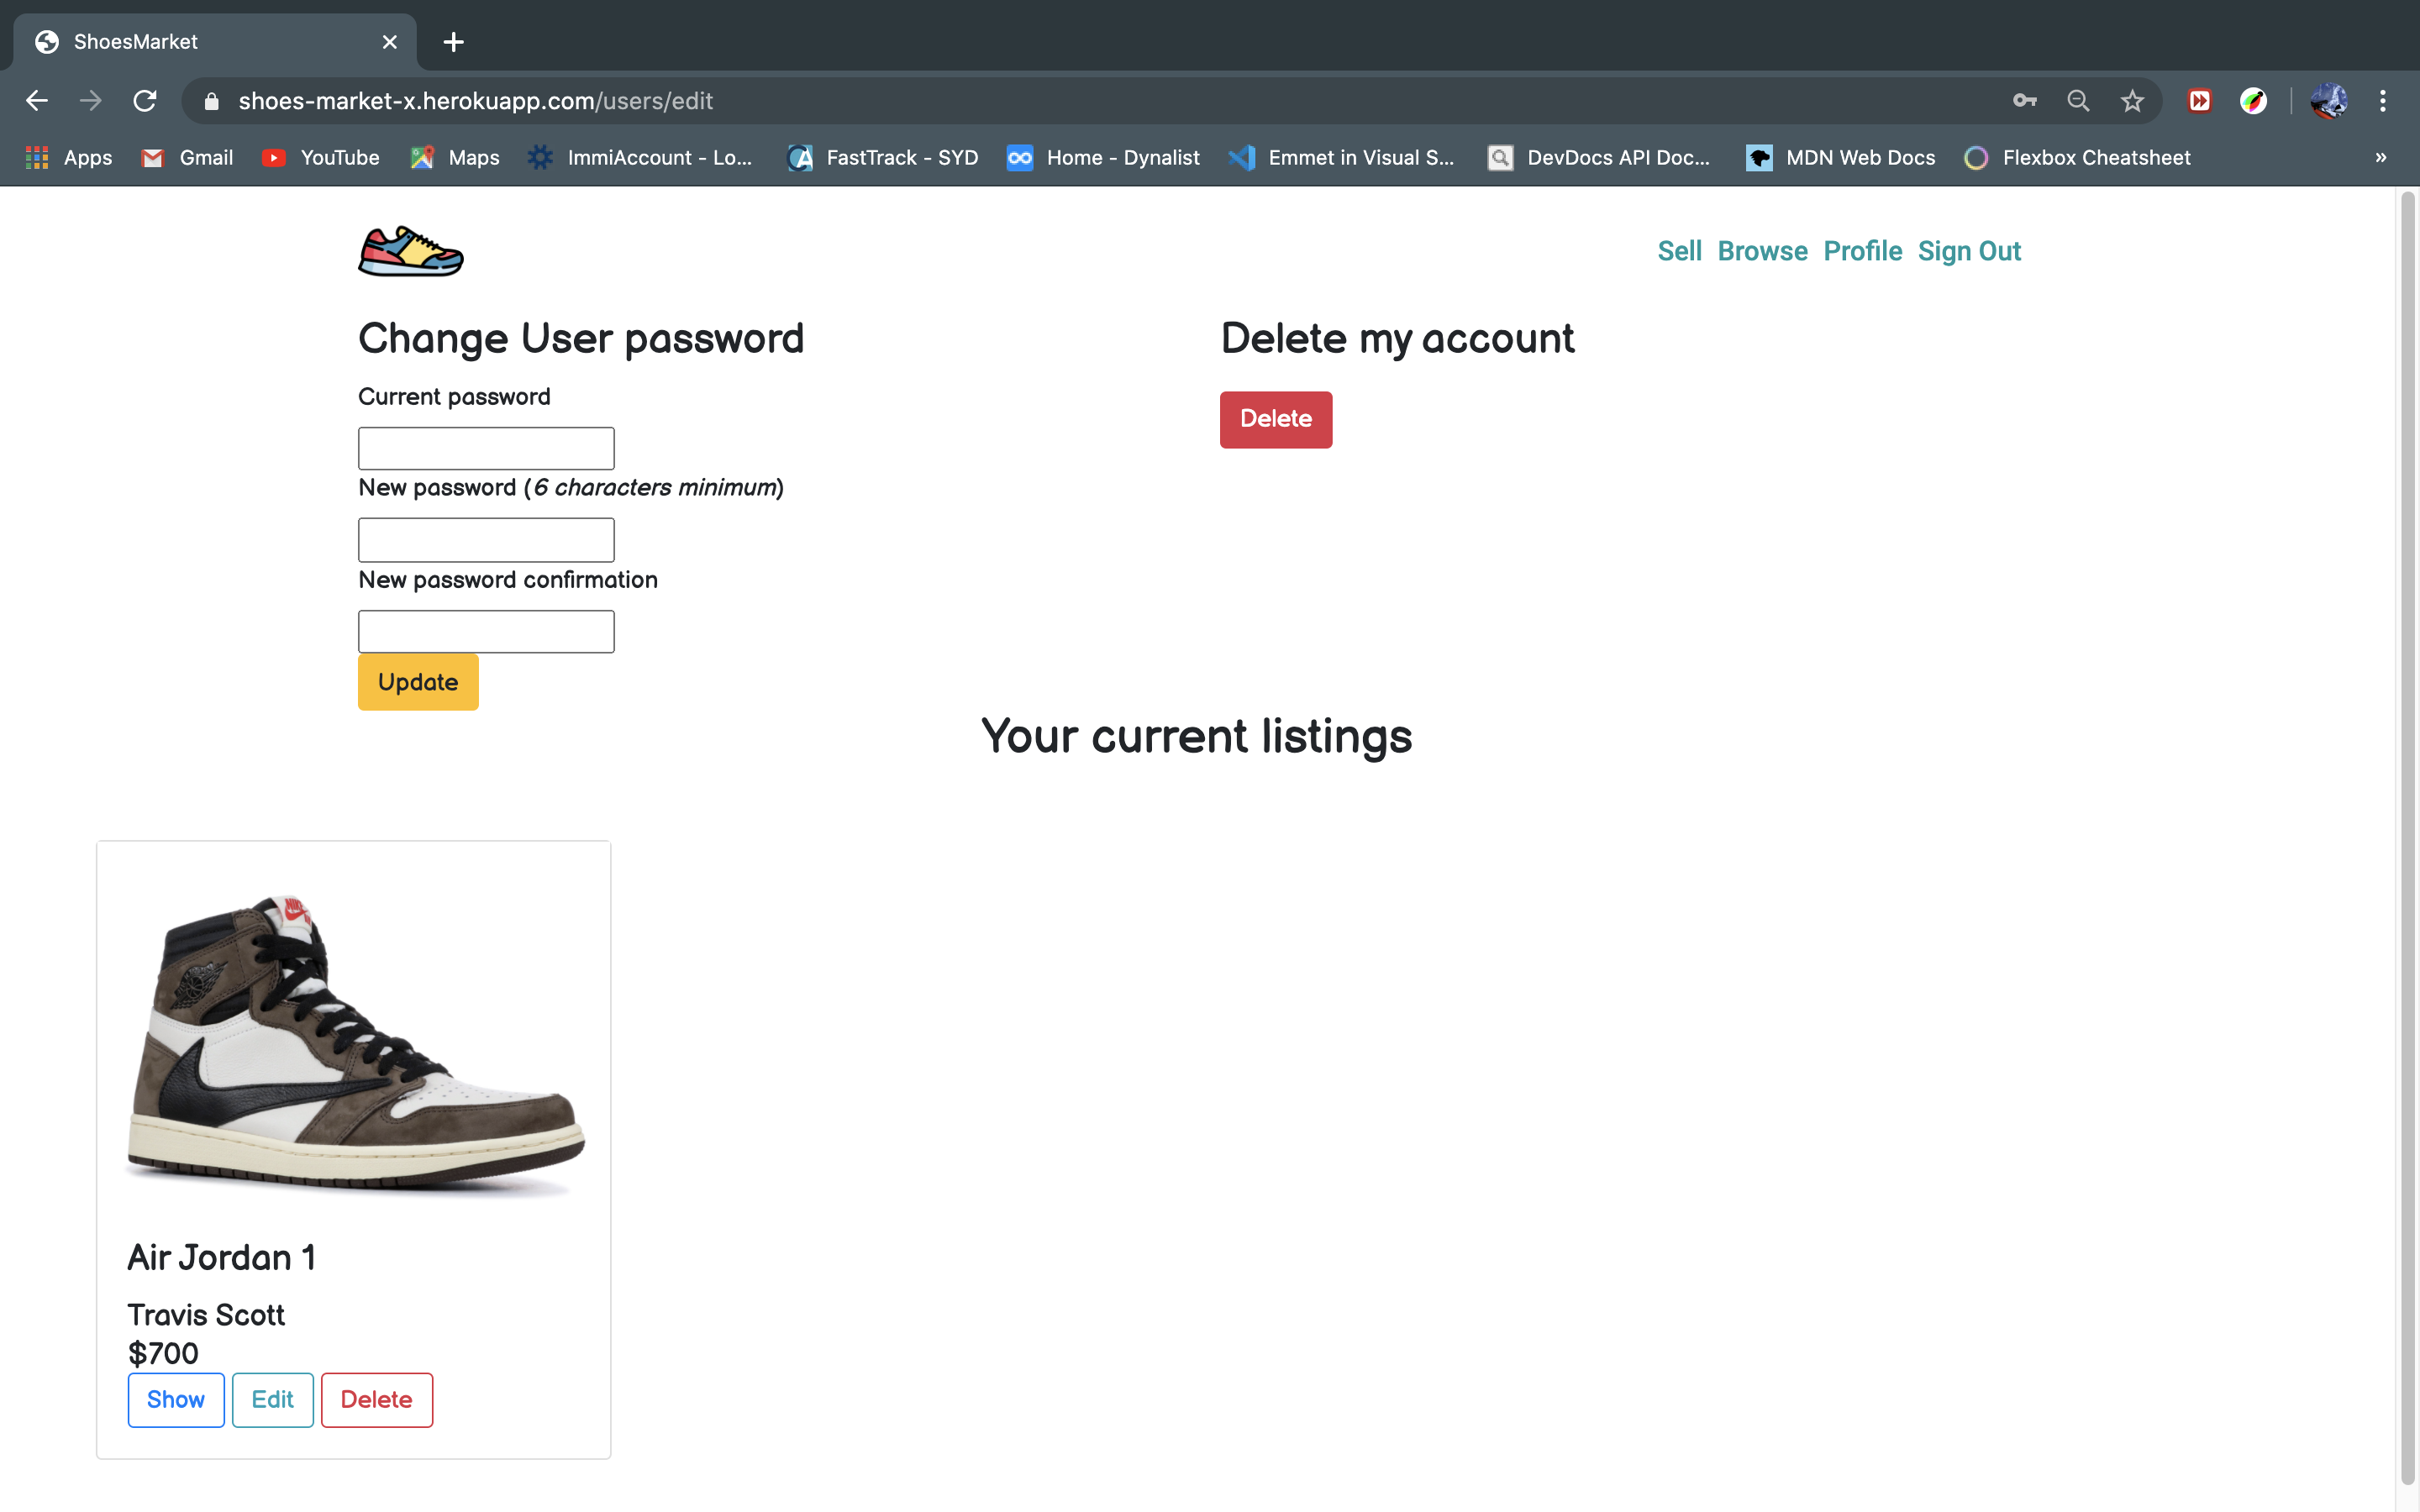 ShoesMarket
shoes-market-x.herokuapp.com/users/edit
Apps Gmail YouTube Maps ImmiAccount - Lo... FastTrack - SYD Home - Dynalist Emmet in Visual S... DevDocs API Doc... MDN Web Docs Flexbox Cheatsheet »
Sell Browse Profile Sign Out
Change User password
Current password
New password (6 characters minimum)
New password confirmation
Update
Delete my account
Delete
Your current listings
NIKE
Air Jordan 1
Travis Scott
$700
Show Edit Delete